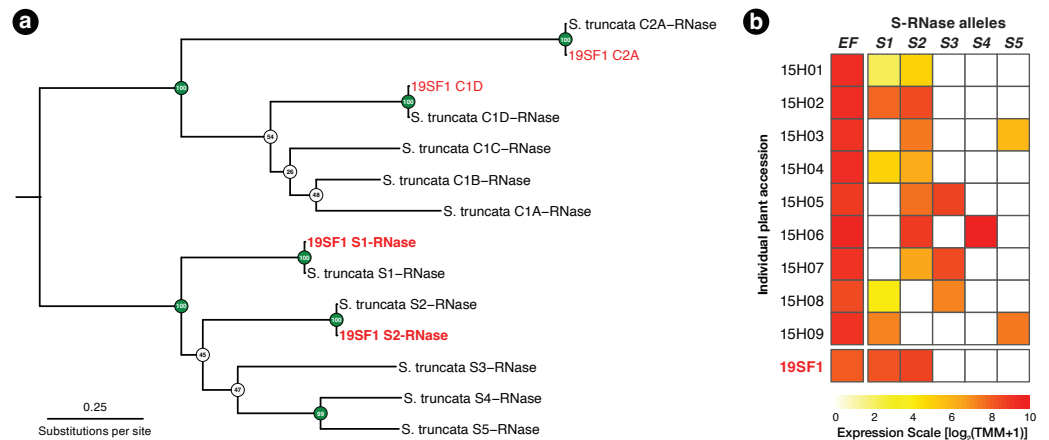 a
S. truncata C2A−RNase
100
19SF1 C2A
100
19SF1 C1D
100
S. truncata C1D−RNase
54
S. truncata C1C−RNase
26
S. truncata C1B−RNase
48
S. truncata C1A−RNase
19SF1 S1-RNase
100
S. truncata S1−RNase
100
S. truncata S2−RNase
100
19SF1 S2-RNase
45
S. truncata S3−RNase
47
S. truncata S4−RNase
99
S. truncata S5−RNase
0.25
Substitutions per site
b
S-RNase alleles
EF S1 S2 S3 S4 S5
Individual plant accession
15H01
15H02
15H03
15H04
15H05
15H06
15H07
15H08
15H09
19SF1
0 2 4 6 8 10
Expression Scale [log2(TMM+1)]